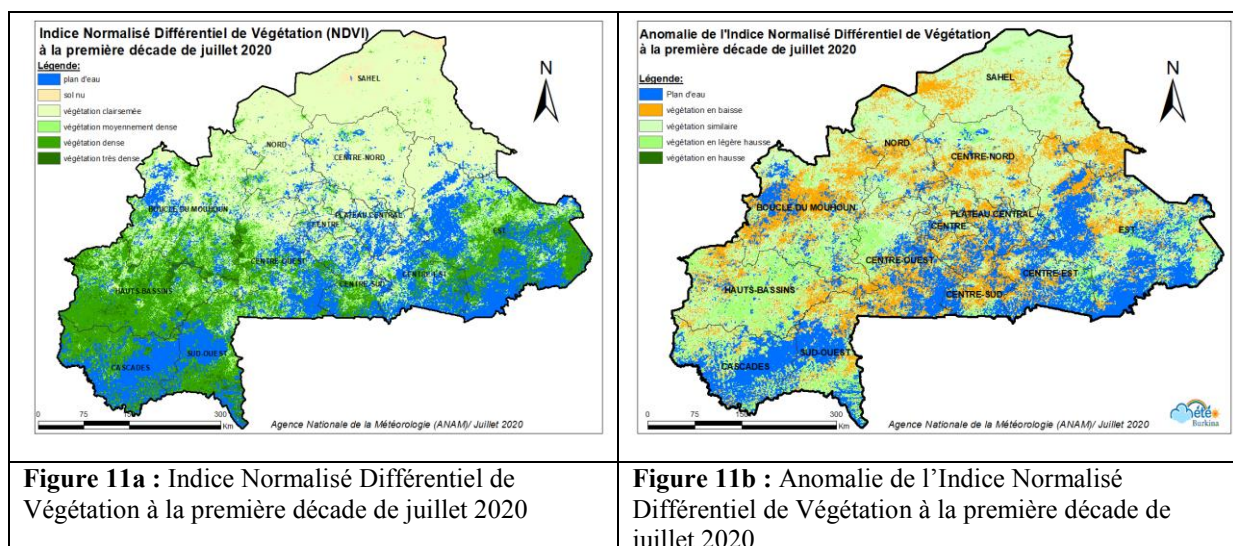 Indice Normalisé Différentiel de Végétation (NDVI)
à la première décade de juillet 2020
Légende:
plan d'eau
sol nu
végétation clairsemée
végétation moyennement dense
végétation dense
végétation très dense
N
SAHEL
NORD
CENTRE-NORD
BOUCLE DU MOUHOUN
PLATEAU CENTRAL
CENTRE
EST
CENTRE-OUEST
CENTRE-EST
CENTRE-SUD
HAUTS-BASSINS
SUD-OUEST
CASCADES
0 75 150 300
Km
Agence Nationale de la Météorologie (ANAM)/ Juillet 2020
Anomalie de l'Indice Normalisé Différentiel de Végétation
à la première décade de juillet 2020
Légende:
Plan d'eau
végétation en baisse
végétation similaire
végétation en légère hausse
végétation en hausse
N
SAHEL
NORD
CENTRE-NORD
BOUCLE DU MOUHOUN
PLATEAU CENTRAL
CENTRE
EST
CENTRE-OUEST
CENTRE-EST
HAUTS-BASSINS
CENTRE-SUD
SUD-OUEST
CASCADES
0 75 150 300
Km
Agence Nationale de la Météorologie (ANAM)/ Juillet 2020
météo
Burkina
Figure 11a : Indice Normalisé Différentiel de
Végétation à la première décade de juillet 2020
Figure 11b : Anomalie de l’Indice Normalisé
Différentiel de Végétation à la première décade de
juillet 2020